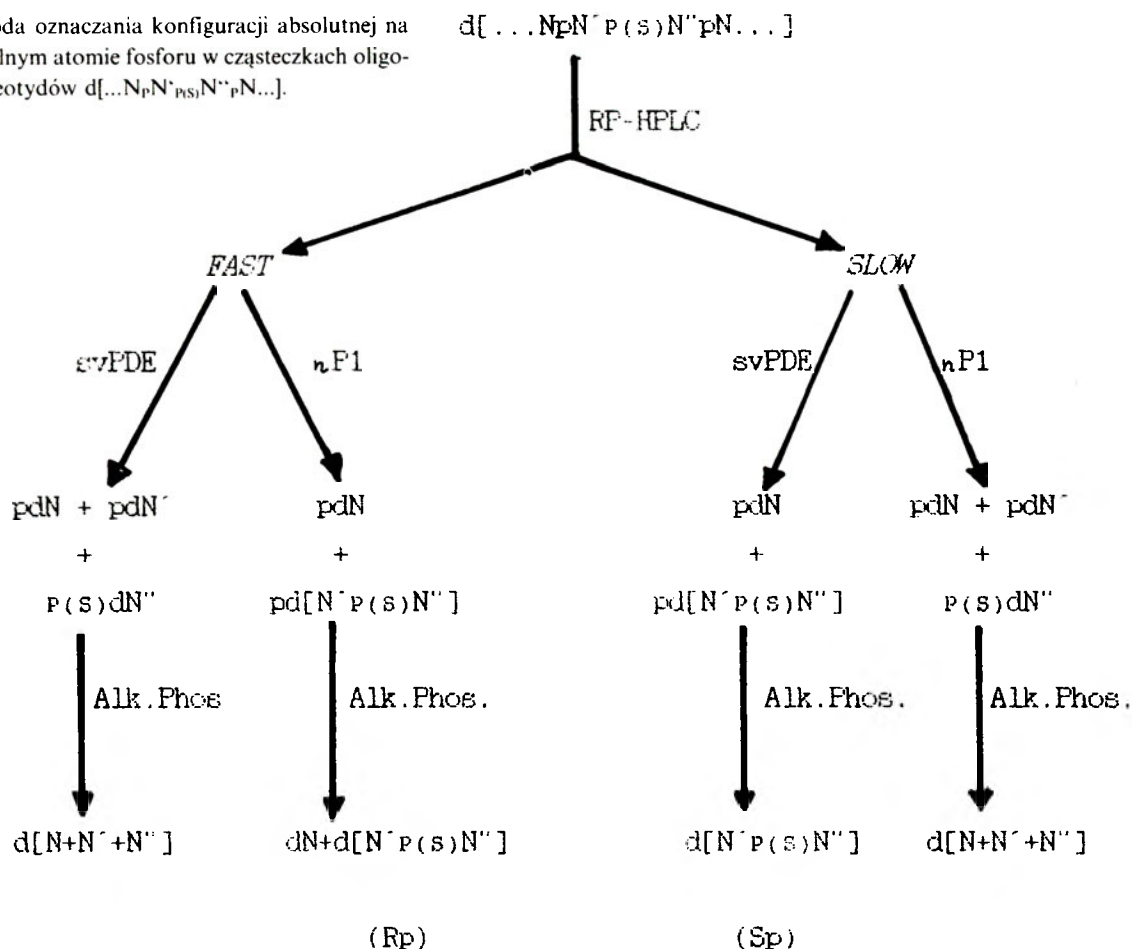 oda oznaczania konfiguracji absolutnej na
lnym atomie fosforu w cząsteczkach oligo-
eotydów d[...NpN`p(s)N``pN...].
d[...NpN´P(S)N"pN...]
RP-HPLC
FAST
SLOW
svPDE
nP1
svPDE
nP1
pdN + pdN´
pdN
pdN
pdN + pdN´
+
+
+
+
P(S)dN"
pd[N´P(S)N"]
pd[N´P(S)N"]
P(S)dN"
Alk.Phos
Alk.Phos.
Alk.Phos.
Alk.Phos.
d[N+N´+N"]
dN+d[N´P(S)N"]
d[N´P(S)N"]
d[N+N´+N"]
(Rp)
(Sp)